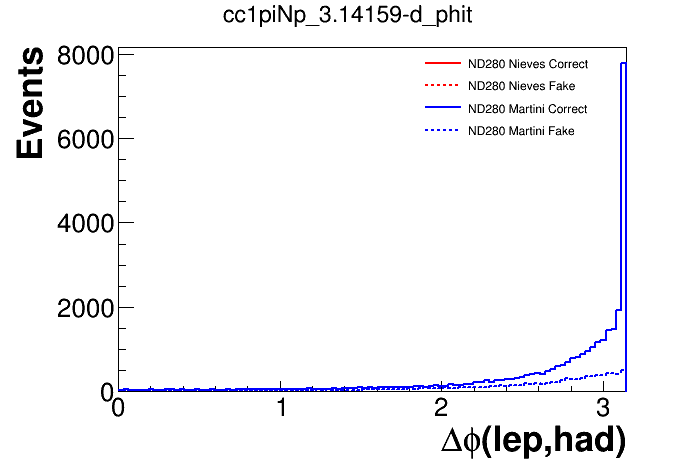 cc1piNp_3.14159-d_phit
Events
8000
6000
4000
2000
0
ND280 Nieves Correct
ND280 Nieves Fake
ND280 Martini Correct
ND280 Martini Fake
0 1 2 3
Δϕ(lep,had)